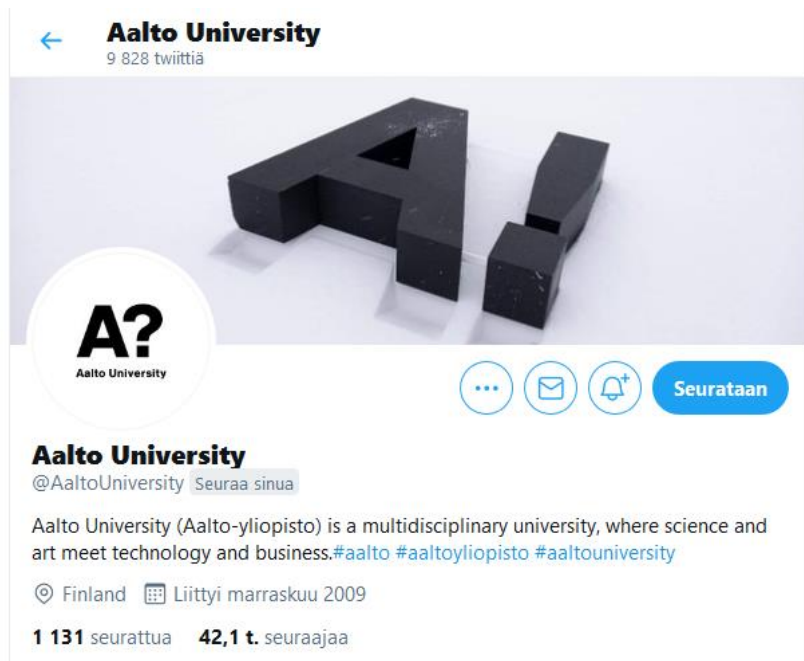 Aalto University
9 828 twiittiä
A!
A?
Aalto University
Seurataan
Aalto University
@AaltoUniversity Seuraa sinua
Aalto University (Aalto-yliopisto) is a multidisciplinary university, where science and
art meet technology and business.#aalto #aaltoyliopisto #aaltouniversity
Finland Liittyi marraskuu 2009
1 131 seurattua 42,1 t. seuraajaa